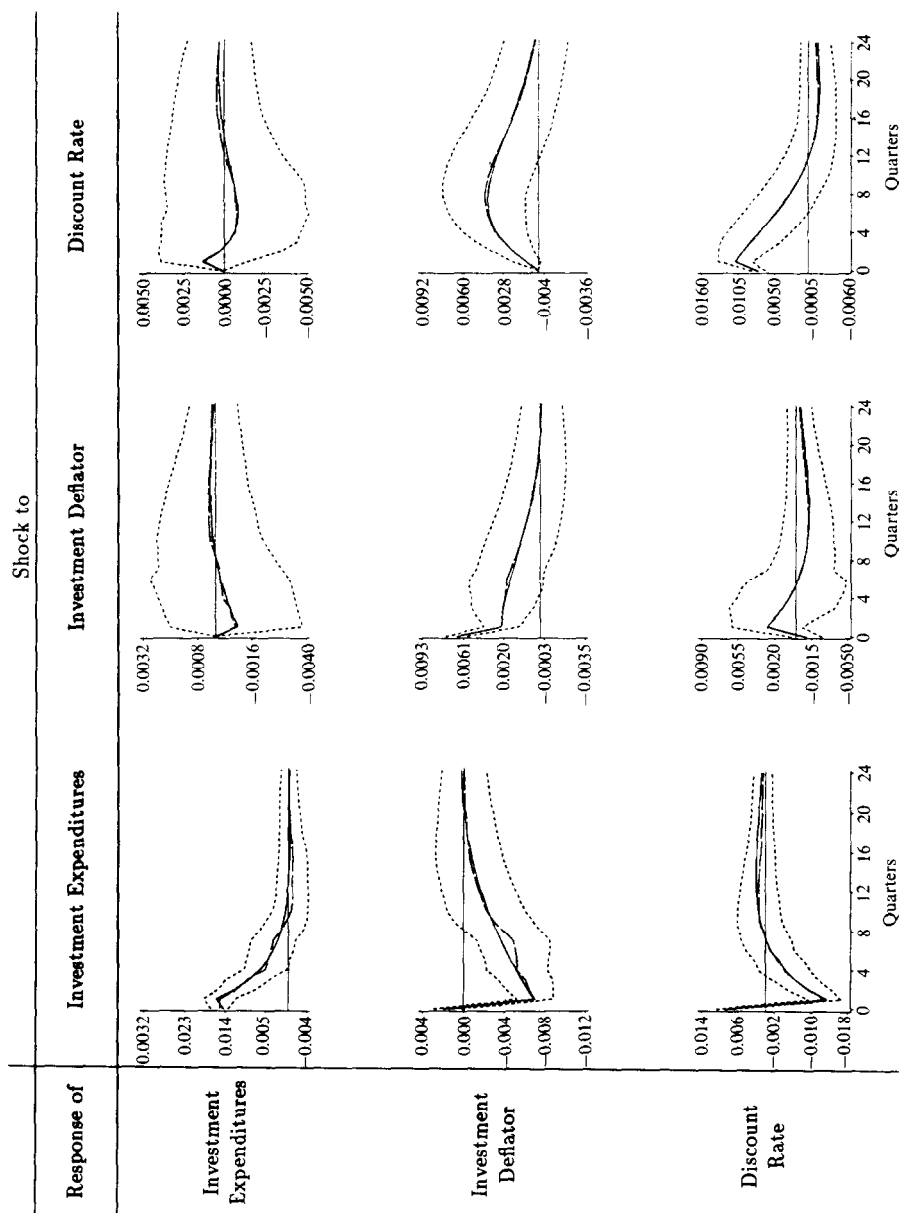 Shock to
Response of
Investment Expenditures
Investment Deflator
Discount Rate
Investment
Expenditures
0.0032
0.023
0.014
0.005
−0.004
0.0032
0.0008
−0.0016
−0.0040
0.0050
0.0025
0.0000
−0.0025
−0.0050
Investment
Deflator
0.004
0.000
−0.004
−0.008
−0.012
0.0093
0.0061
0.0020
−0.0003
−0.0035
0.0092
0.0060
0.0028
−0.004
−0.0036
Discount
Rate
0.014
0.006
−0.002
−0.010
−0.018
0 4 8 12 16 20 24
Quarters
0.0090
0.0055
0.0020
−0.0015
−0.0050
0 4 8 12 16 20 24
Quarters
0.0160
0.0105
0.0050
−0.0005
−0.0060
0 4 8 12 16 20 24
Quarters